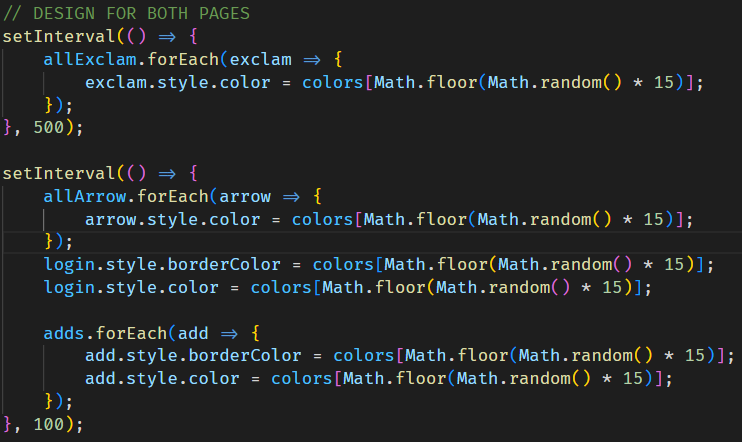 // DESIGN FOR BOTH PAGES
setInterval(() => {
    allExclam.forEach(exclam => {
        exclam.style.color = colors[Math.floor(Math.random() * 15)];
    });
}, 500);

setInterval(() => {
    allArrow.forEach(arrow => {
        arrow.style.color = colors[Math.floor(Math.random() * 15)];
    });
    login.style.borderColor = colors[Math.floor(Math.random() * 15)];
    login.style.color = colors[Math.floor(Math.random() * 15)];

    adds.forEach(add => {
        add.style.borderColor = colors[Math.floor(Math.random() * 15)];
        add.style.color = colors[Math.floor(Math.random() * 15)];
    });
}, 100);